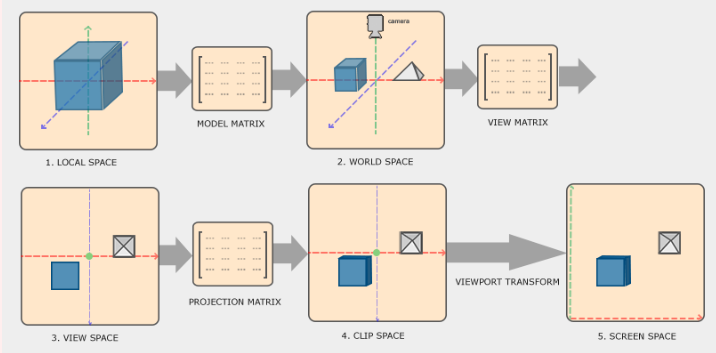 camera
MODEL MATRIX
VIEW MATRIX
1. LOCAL SPACE
2. WORLD SPACE
PROJECTION MATRIX
VIEWPORT TRANSFORM
3. VIEW SPACE
4. CLIP SPACE
5. SCREEN SPACE